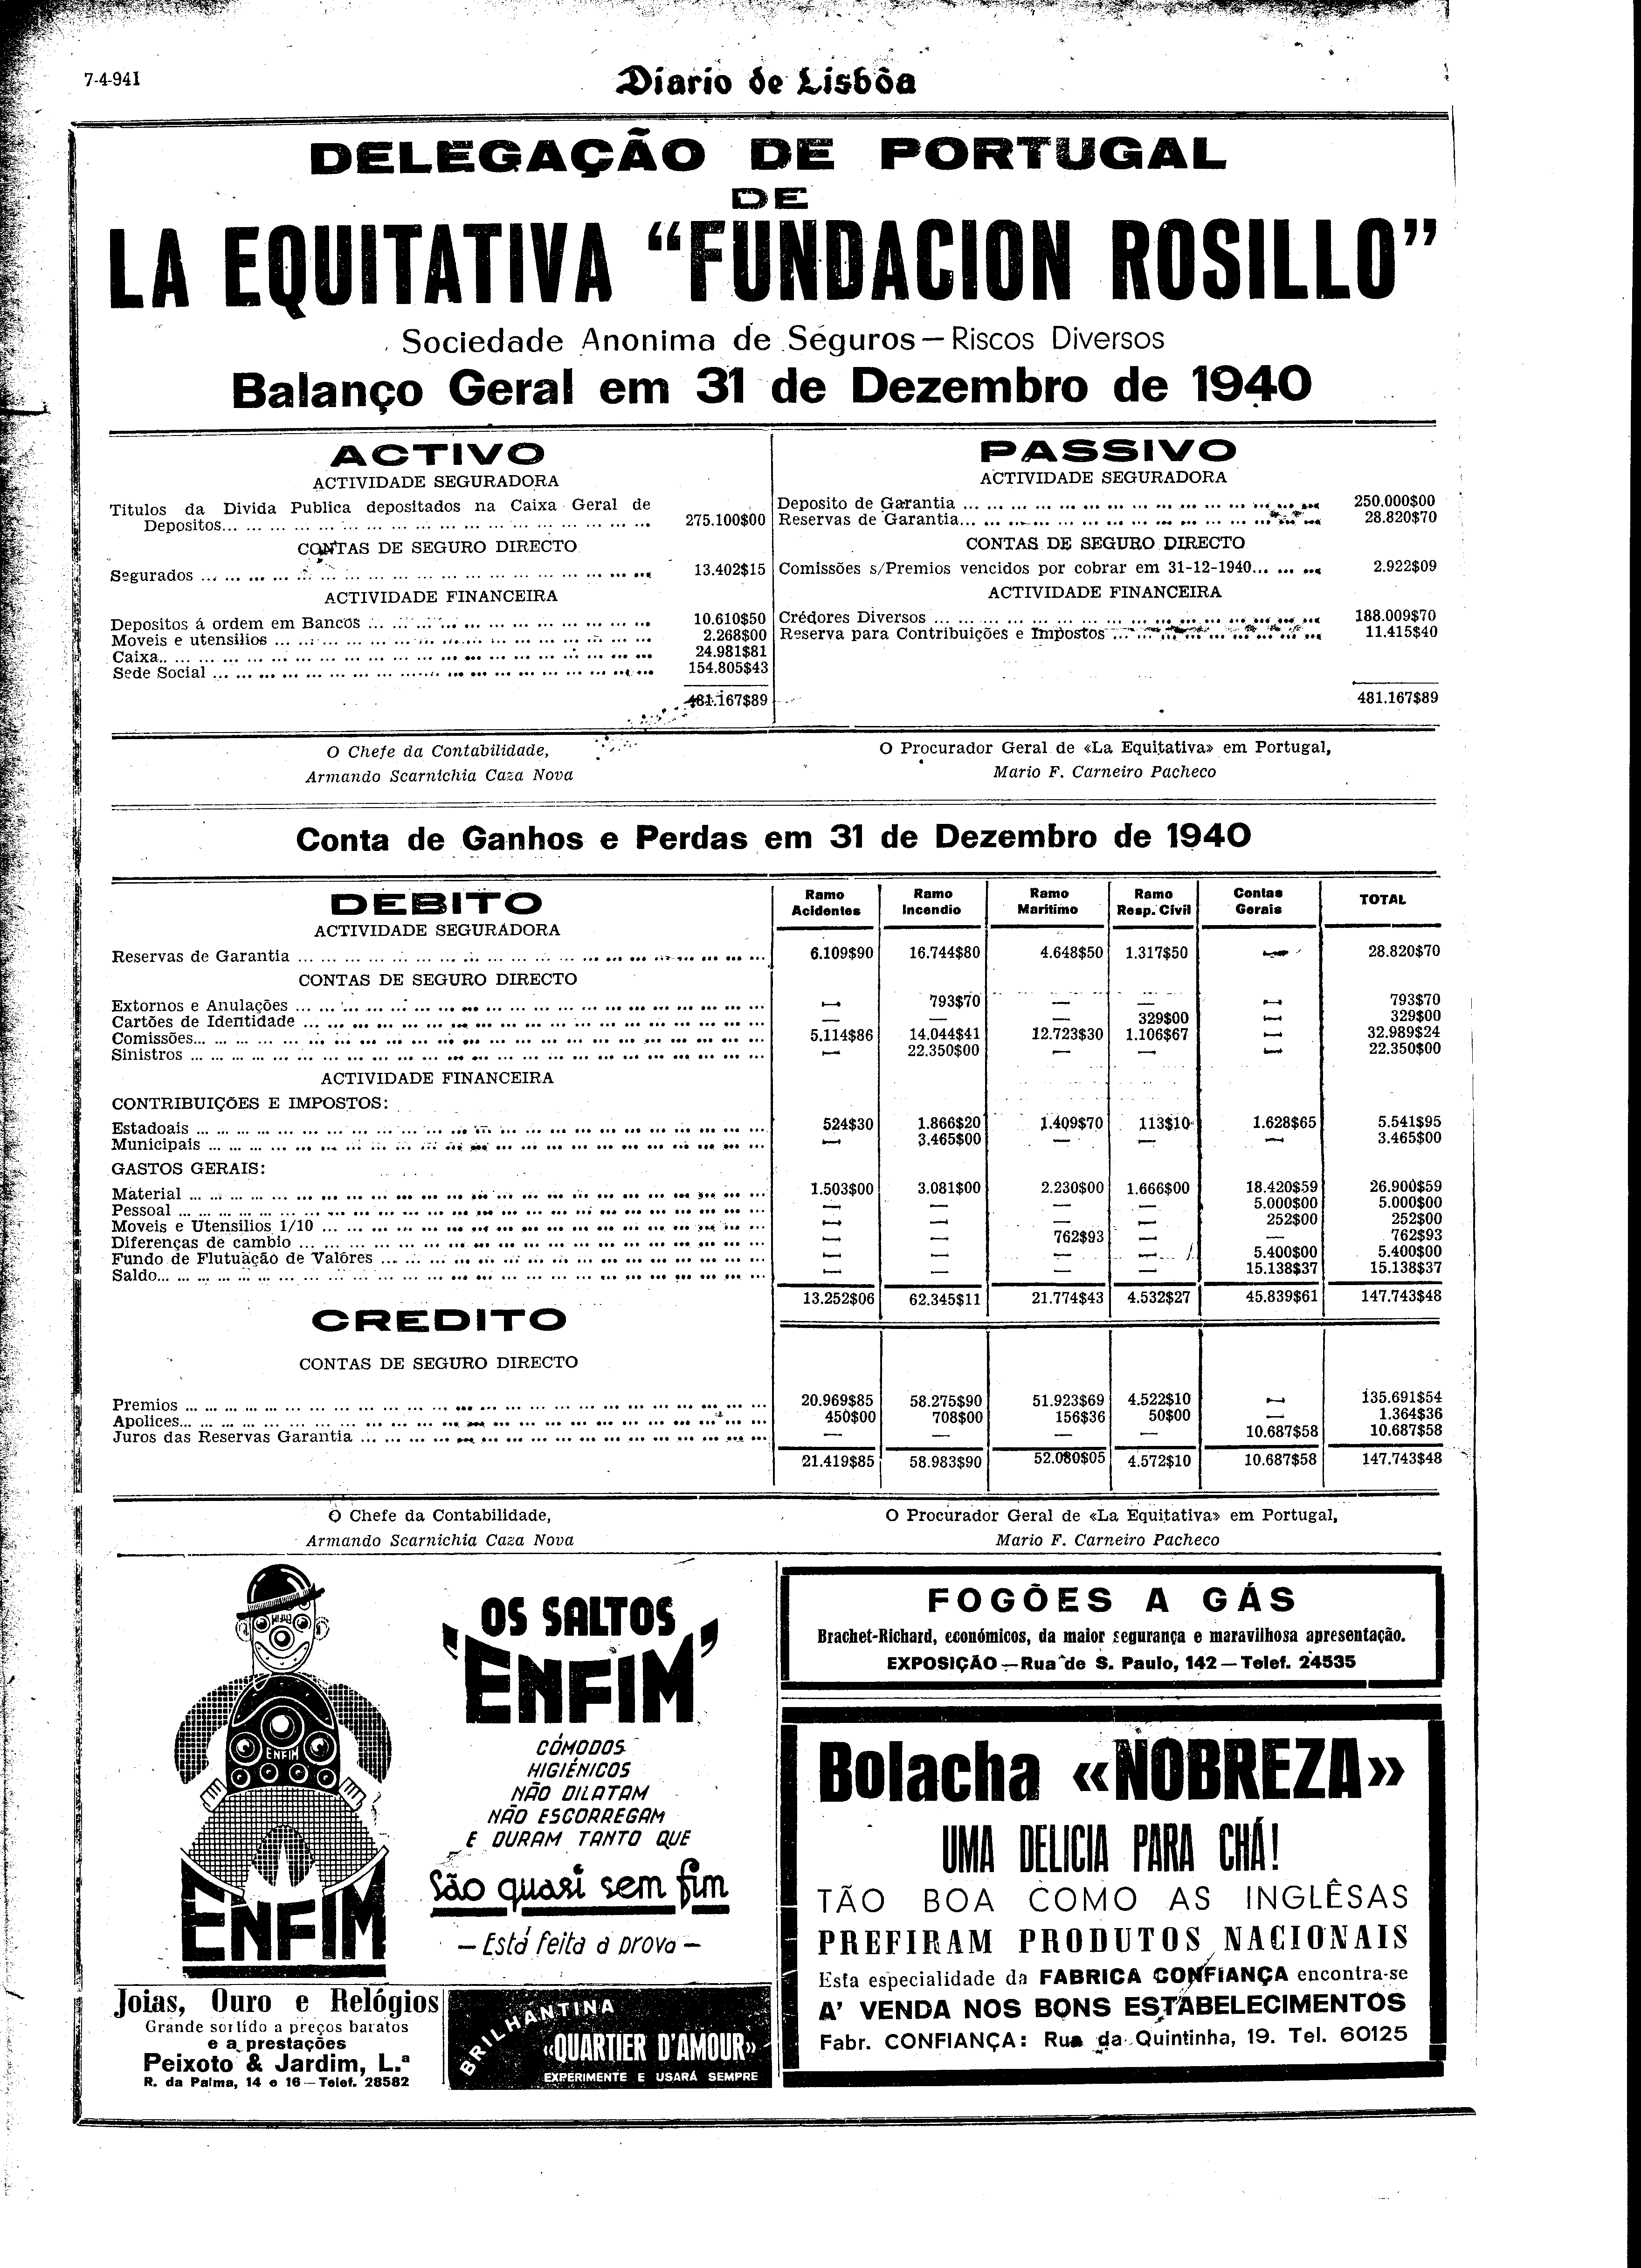 7-4-941
Diario de Lisbôa
DELEGAÇÃO DE PORTUGAL
DE
LA EQUITATIVA “FUNDACION ROSILLO”
Sociedade Anonima de Seguros — Riscos Diversos
Balanço Geral em 31 de Dezembro de 1940
ACTIVO
ACTIVIDADE SEGURADORA
Titulos da Divida Publica depositados na Caixa Geral de
Depositos... 275.100$00
CONTAS DE SEGURO DIRECTO
Segurados ... 13.402$15
ACTIVIDADE FINANCEIRA
Depositos á ordem em Bancos ... 10.610$50
Moveis e utensilios ... 2.268$00
Caixa... 24.981$81
Sede Social ... 154.805$43
481.167$89
PASSIVO
ACTIVIDADE SEGURADORA
Deposito de Garantia ... 250.000$00
Reservas de Garantia... 28.820$70
CONTAS DE SEGURO DIRECTO
Comissões s/Premios vencidos por cobrar em 31-12-1940... 2.922$09
ACTIVIDADE FINANCEIRA
Crédores Diversos ... 188.009$70
Reserva para Contribuições e Impostos ... 11.415$40
481.167$89
O Chefe da Contabilidade,
Armando Scarnichia Caza Nova
O Procurador Geral de «La Equitativa» em Portugal,
Mario F. Carneiro Pacheco
Conta de Ganhos e Perdas em 31 de Dezembro de 1940
DEBITO
Ramo Acidentes
Ramo Incendio
Ramo Maritimo
Ramo Resp. Civil
Contas Gerais
TOTAL
ACTIVIDADE SEGURADORA
Reservas de Garantia ... 6.109$90 16.744$80 4.648$50 1.317$50 — 28.820$70
CONTAS DE SEGURO DIRECTO
Extornos e Anulações ... — 793$70 — — — 793$70
Cartões de Identidade ... — — — 329$00 — 329$00
Comissões... 5.114$86 14.044$41 12.723$30 1.106$67 — 32.989$24
Sinistros ... — 22.350$00 — — — 22.350$00
ACTIVIDADE FINANCEIRA
CONTRIBUIÇÕES E IMPOSTOS:
Estadoais ... 524$30 1.866$20 1.409$70 113$10 1.628$65 5.541$95
Municipais ... — 3.465$00 — — — 3.465$00
GASTOS GERAIS:
Material ... 1.503$00 3.081$00 2.230$00 1.666$00 18.420$59 26.900$59
Pessoal ... — — — — 5.000$00 5.000$00
Moveis e Utensilios 1/10 ... — — — — 252$00 252$00
Diferenças de cambio ... — — 762$93 — — 762$93
Fundo de Flutuação de Valôres ... — — — — 5.400$00 5.400$00
Saldo... — — — — 15.138$37 15.138$37
13.252$06 62.345$11 21.774$43 4.532$27 45.839$61 147.743$48
CREDITO
CONTAS DE SEGURO DIRECTO
Premios ... 20.969$85 58.275$90 51.923$69 4.522$10 — 135.691$54
Apolices... 450$00 708$00 156$36 50$00 — 1.364$36
Juros das Reservas Garantia ... — — — — 10.687$58 10.687$58
21.419$85 58.983$90 52.080$05 4.572$10 10.687$58 147.743$48
O Chefe da Contabilidade,
Armando Scarnichia Caza Nova
O Procurador Geral de «La Equitativa» em Portugal,
Mario F. Carneiro Pacheco
ENFIM
ENFIM
OS SALTOS
"ENFIM"
CÓMODOS
HIGIÉNICOS
NÃO DILATAM
NÃO ESCORREGAM
E DURAM TANTO QUE
São quasi sem fim
— Está feita a prova —
Joias, Ouro e Relógios
Grande sortido a preços baratos
e a prestações
Peixoto & Jardim, L.ª
R. da Palma, 14 e 16 — Telef. 28582
BRILHANTINA
«QUARTIER D'AMOUR»
EXPERIMENTE E USARÁ SEMPRE
FOGÕES A GÁS
Brachet-Richard, económicos, da maior segurança e maravilhosa apresentação.
EXPOSIÇÃO — Rua de S. Paulo, 142 — Telef. 24535
Bolacha «NOBREZA»
UMA DELICIA PARA CHÁ!
TÃO BOA COMO AS INGLÊSAS
PREFIRAM PRODUTOS NACIONAIS
Esta especialidade da FABRICA CONFIANÇA encontra-se
A' VENDA NOS BONS ESTABELECIMENTOS
Fabr. CONFIANÇA: Rua da Quintinha, 19. Tel. 60125